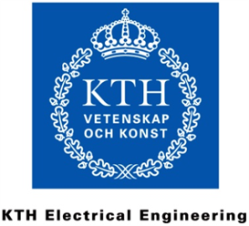 KTH
VETENSKAP
OCH KONST
KTH Electrical Engineering